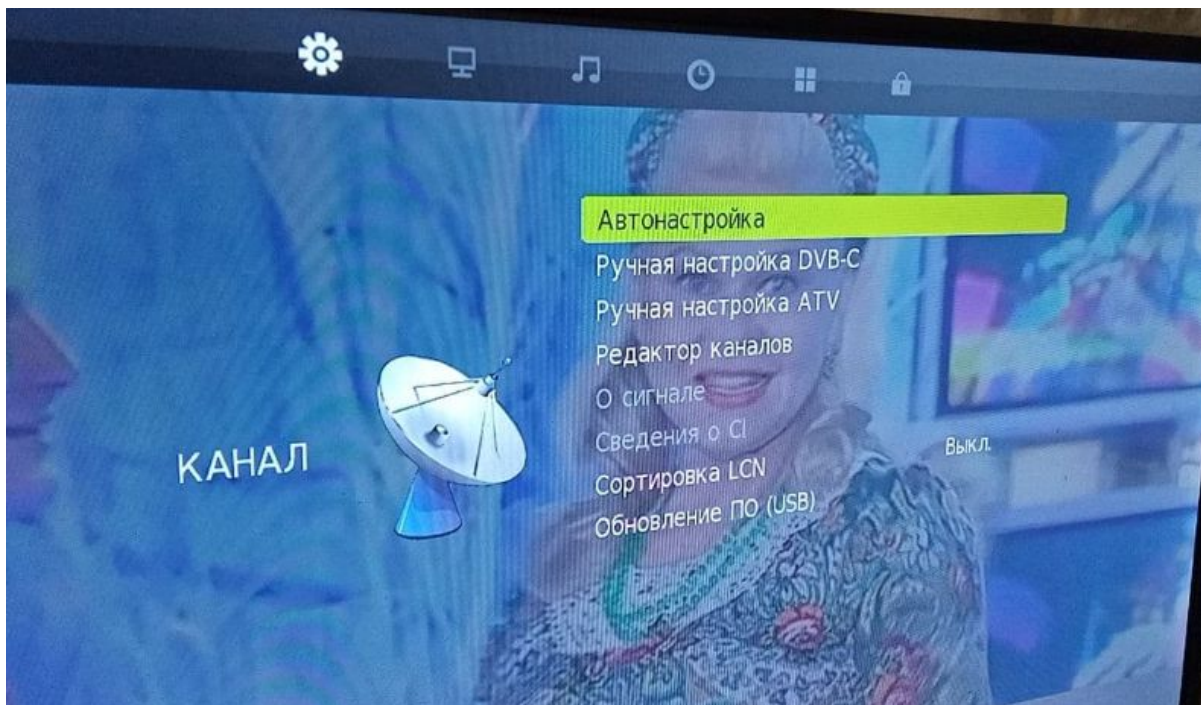 Автонастройка
Ручная настройка DVB-C
Ручная настройка ATV
Редактор каналов
О сигнале
Сведения о CI
КАНАЛ
Сортировка LCN Выкл.
Обновление ПО (USB)